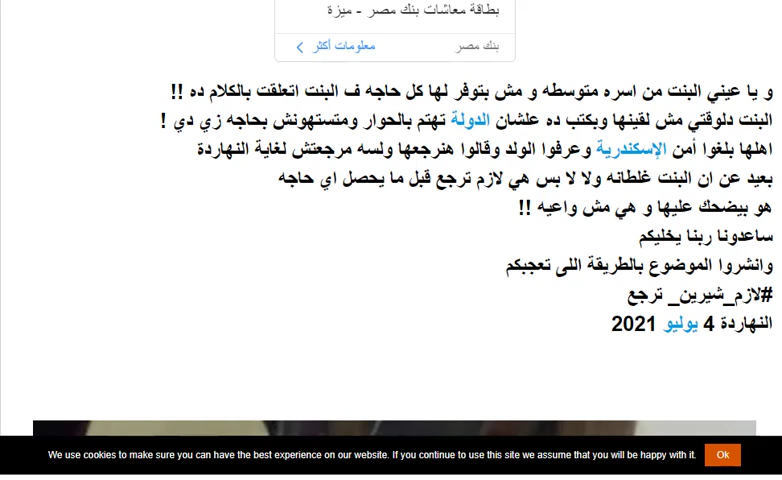 بطاقة معاشات بنك مصر - ميزة
بنك مصر
معلومات أكثر
و يا عيني البنت من اسره متوسطه و مش بتوفر لها كل حاجه ف البنت اتعلقت بالكلام ده !!
البنت دلوقتي مش لقينها وبكتب ده علشان الدولة تهتم بالحوار ومتستهونش بحاجه زي دي !
اهلها بلغوا أمن الإسكندرية وعرفوا الولد وقالوا هنرجعها ولسه مرجعتش لغاية النهاردة
بعيد عن ان البنت غلطانه ولا لا بس هي لازم ترجع قبل ما يحصل اي حاجه
هو بيضحك عليها و هي مش واعيه !!
ساعدونا ربنا يخليكم
وانشروا الموضوع بالطريقة اللى تعجبكم
#لازم_شيرين_ ترجع
النهاردة 4 يوليو 2021
We use cookies to make sure you can have the best experience on our website. If you continue to use this site we assume that you will be happy with it.
Ok